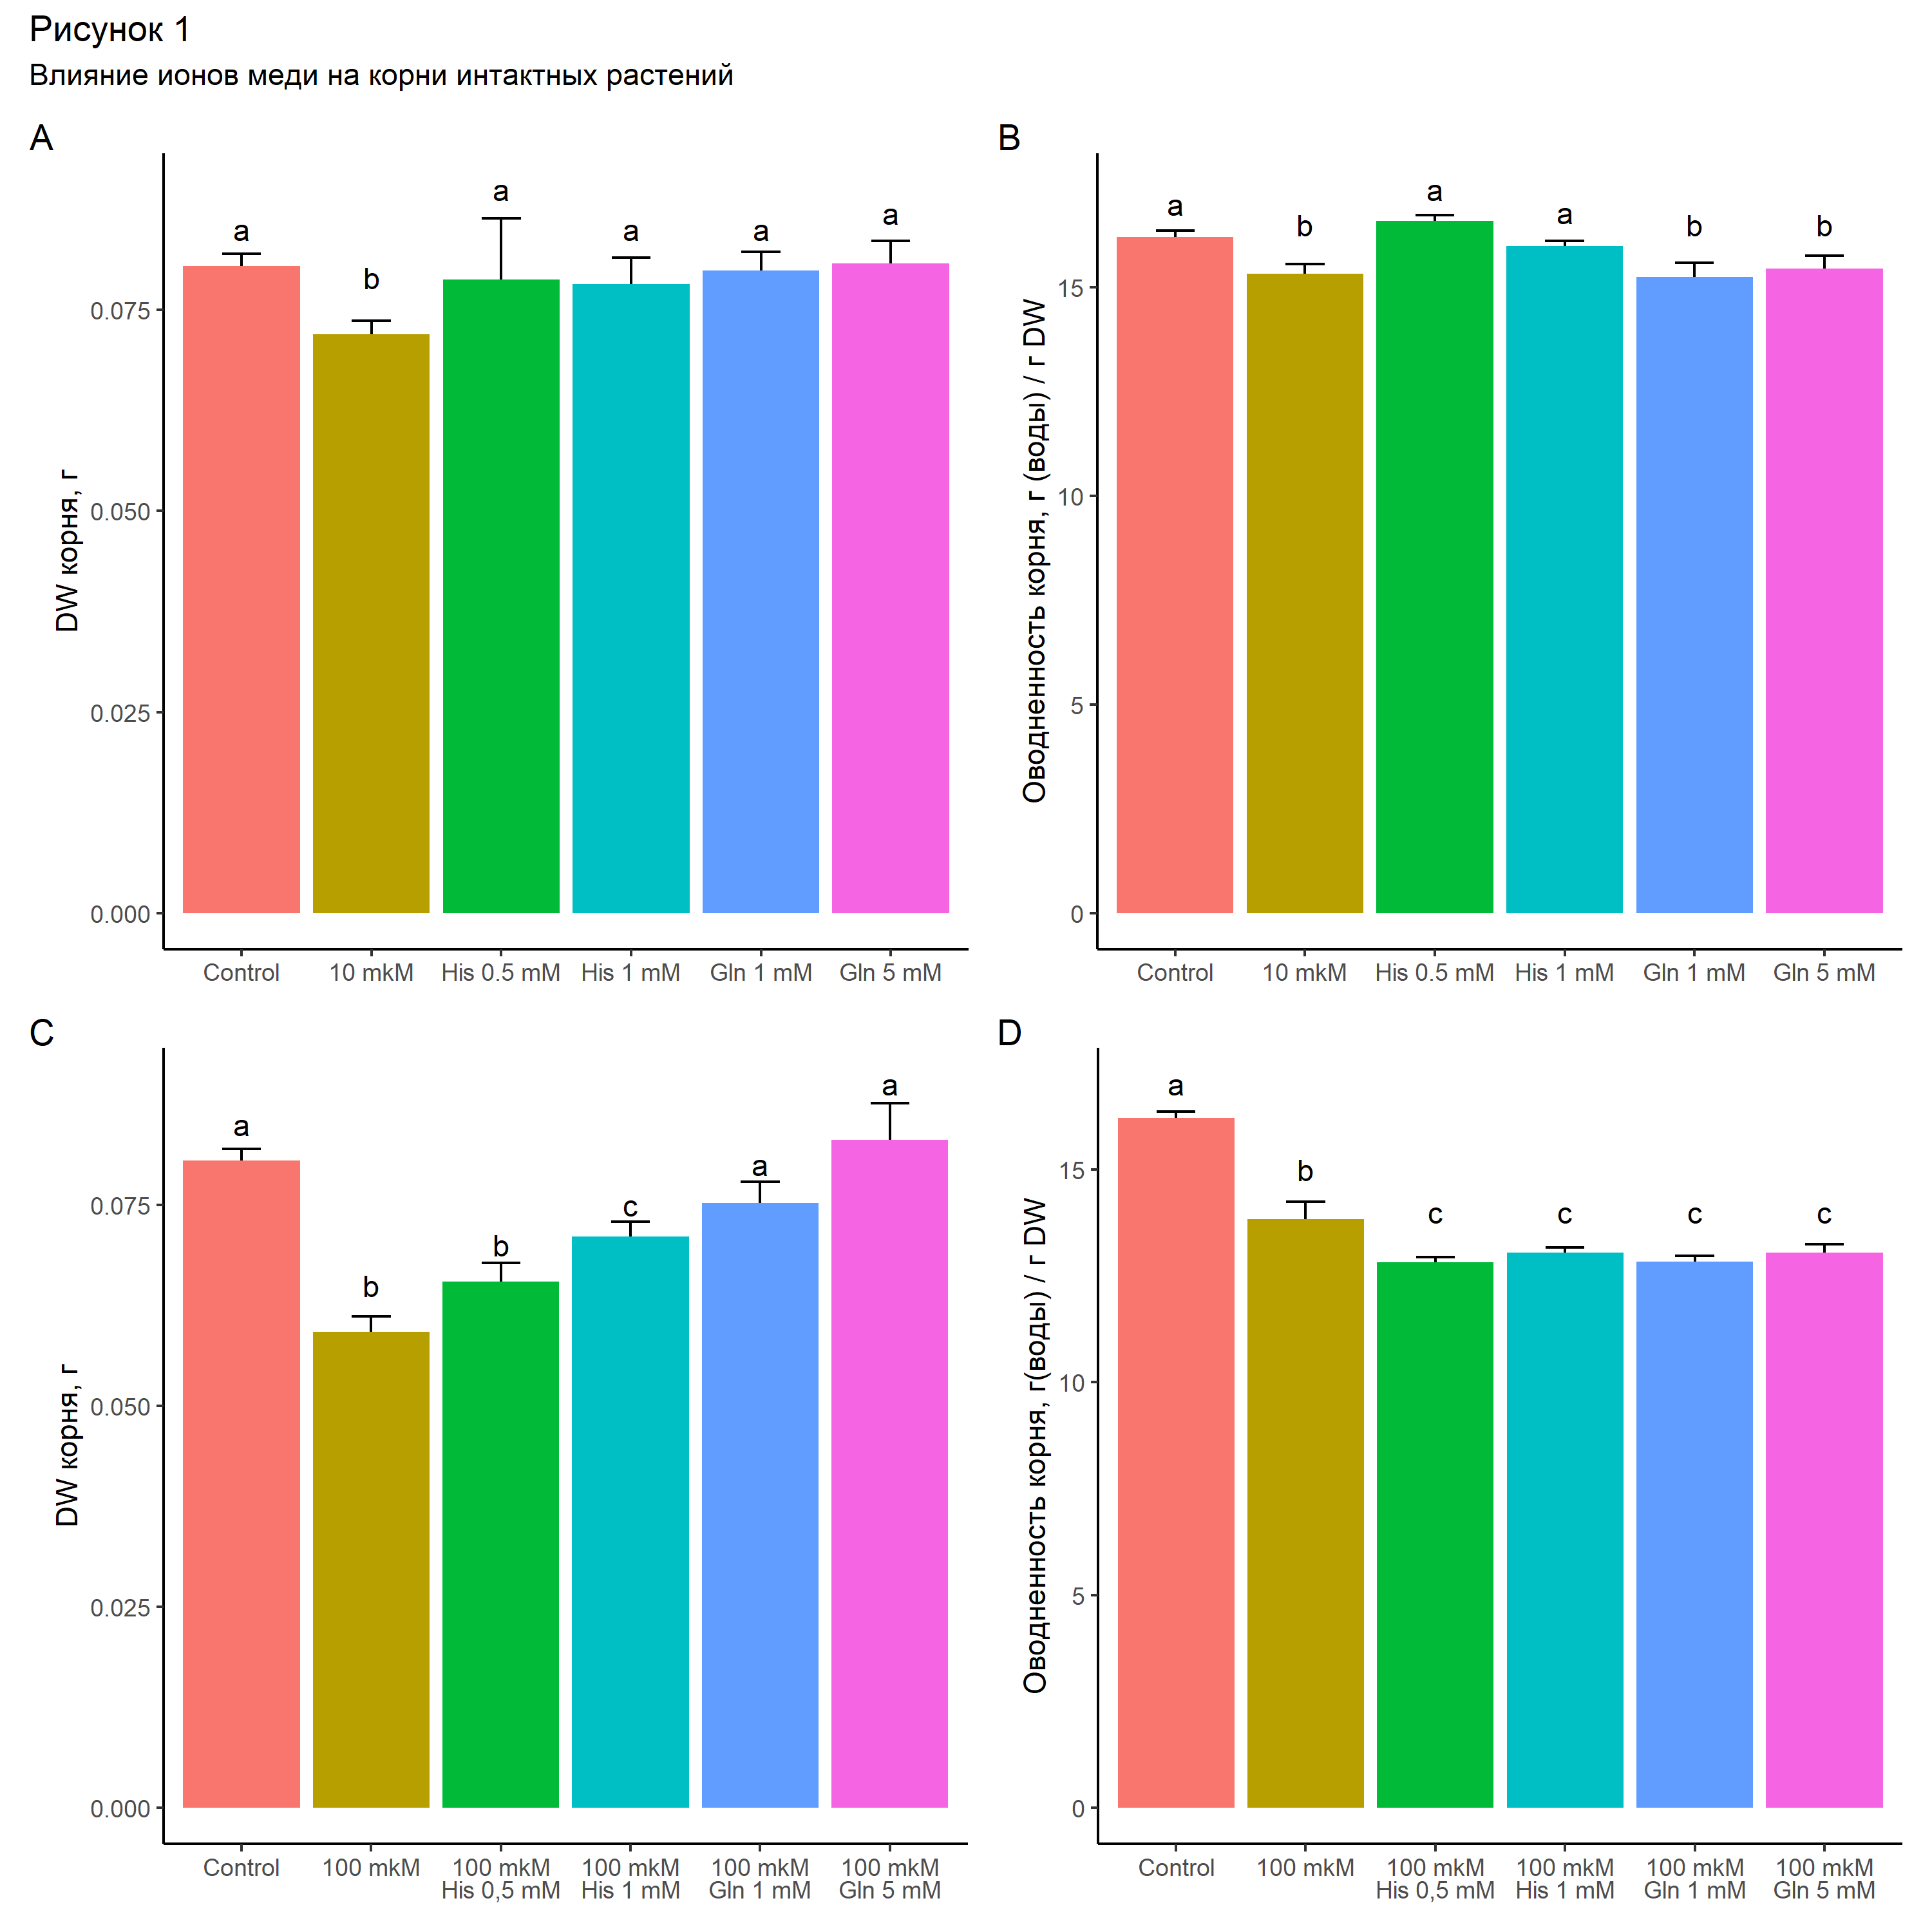 Рисунок 1
Влияние ионов меди на корни интактных растений
A
DW корня, г
0.075
0.050
0.025
0.000
a
b
a
a
a
a
Control
10 mkM
His 0.5 mM
His 1 mM
Gln 1 mM
Gln 5 mM
B
Оводненность корня, г (воды) / г DW
15
10
5
0
a
b
a
a
b
b
Control
10 mkM
His 0.5 mM
His 1 mM
Gln 1 mM
Gln 5 mM
C
DW корня, г
0.075
0.050
0.025
0.000
a
b
b
c
a
a
Control
100 mkM
100 mkM
His 0,5 mM
100 mkM
His 1 mM
100 mkM
Gln 1 mM
100 mkM
Gln 5 mM
D
Оводненность корня, г(воды) / г DW
15
10
5
0
a
b
c
c
c
c
Control
100 mkM
100 mkM
His 0,5 mM
100 mkM
His 1 mM
100 mkM
Gln 1 mM
100 mkM
Gln 5 mM